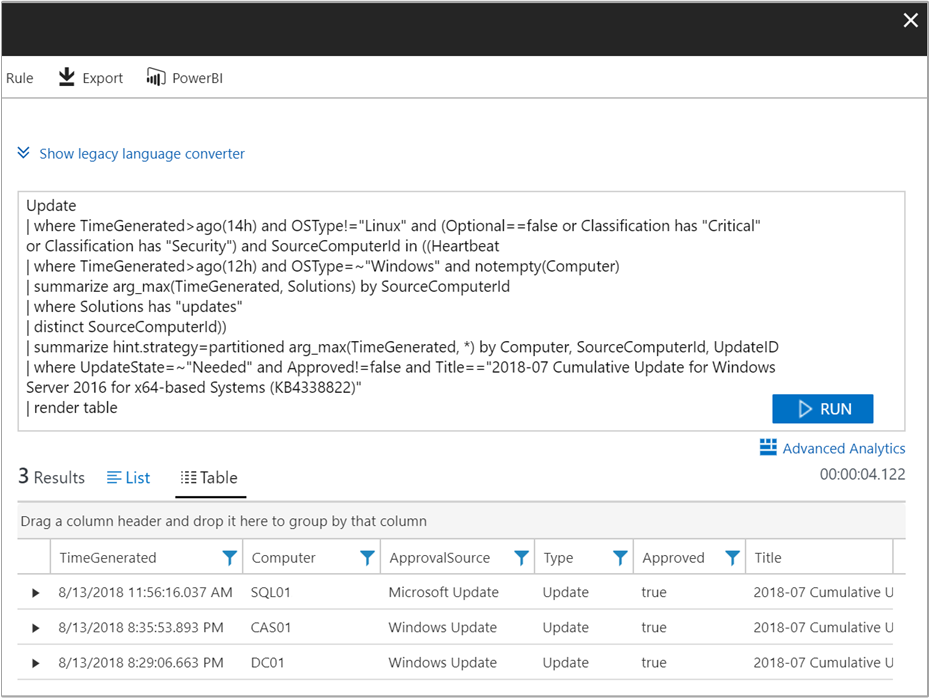 Rule Export PowerBI
Show legacy language converter
Update
| where TimeGenerated>ago(14h) and OSType!="Linux" and (Optional==false or Classification has "Critical"
or Classification has "Security") and SourceComputerId in ((Heartbeat
| where TimeGenerated>ago(12h) and OSType=~"Windows" and notempty(Computer)
| summarize arg_max(TimeGenerated, Solutions) by SourceComputerId
| where Solutions has "updates"
| distinct SourceComputerId))
| summarize hint.strategy=partitioned arg_max(TimeGenerated, *) by Computer, SourceComputerId, UpdateID
| where UpdateState=~"Needed" and Approved!=false and Title=="2018-07 Cumulative Update for Windows
Server 2016 for x64-based Systems (KB4338822)"
| render table
RUN
Advanced Analytics
3 Results List Table 00:00:04.122
Drag a column header and drop it here to group by that column
TimeGenerated Computer ApprovalSource Type Approved Title
8/13/2018 11:56:16.037 AM SQL01 Microsoft Update Update true 2018-07 Cumulative U
8/13/2018 8:35:53.893 PM CAS01 Windows Update Update true 2018-07 Cumulative U
8/13/2018 8:29:06.663 PM DC01 Windows Update Update true 2018-07 Cumulative U